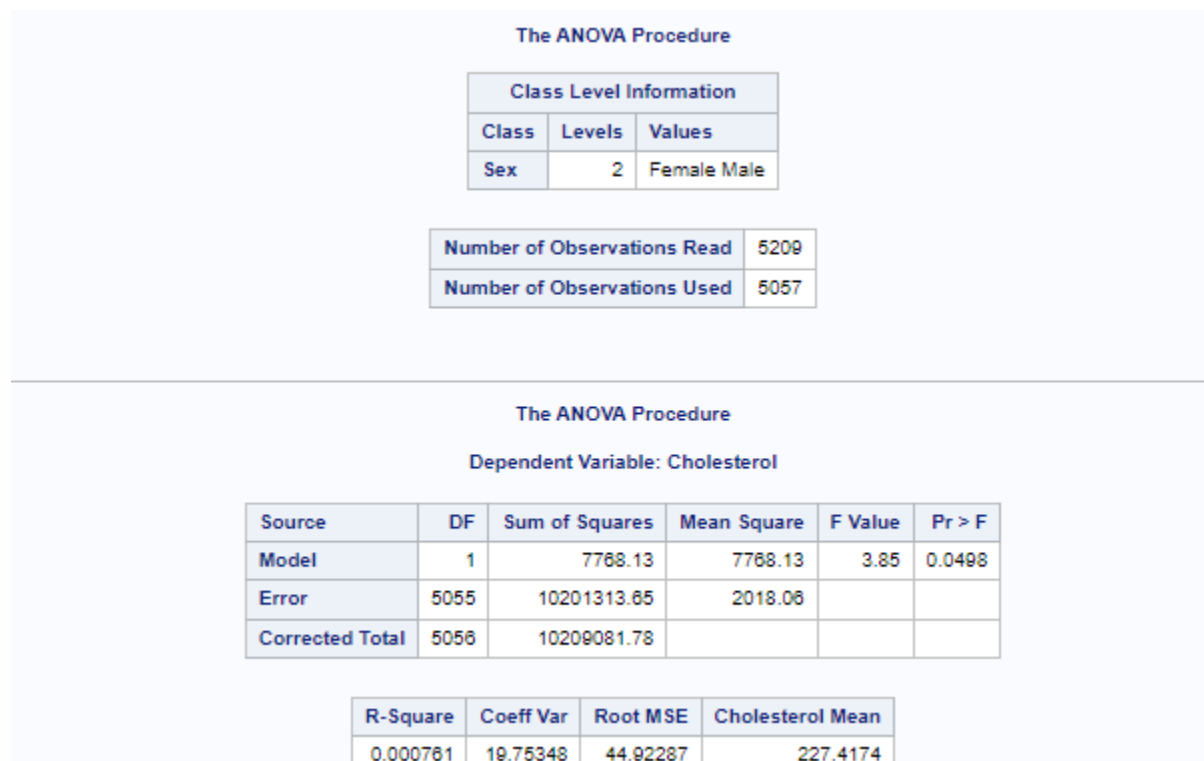 The ANOVA Procedure
Class Level Information
Class Levels Values
Sex 2 Female Male
Number of Observations Read 5209
Number of Observations Used 5057
The ANOVA Procedure
Dependent Variable: Cholesterol
Source DF Sum of Squares Mean Square F Value Pr > F
Model 1 7768.13 7768.13 3.85 0.0498
Error 5055 10201313.65 2018.06
Corrected Total 5056 10209081.78
R-Square Coeff Var Root MSE Cholesterol Mean
0.000761 19.75348 44.92287 227.4174